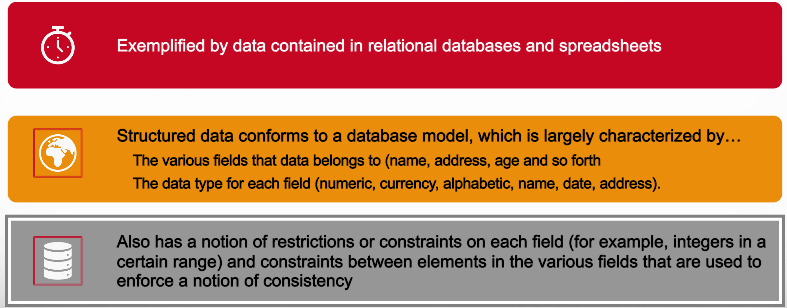 Exemplified by data contained in relational databases and spreadsheets
Structured data conforms to a database model, which is largely characterized by…
The various fields that data belongs to (name, address, age and so forth
The data type for each field (numeric, currency, alphabetic, name, date, address).
Also has a notion of restrictions or constraints on each field (for example, integers in a
certain range) and constraints between elements in the various fields that are used to
enforce a notion of consistency